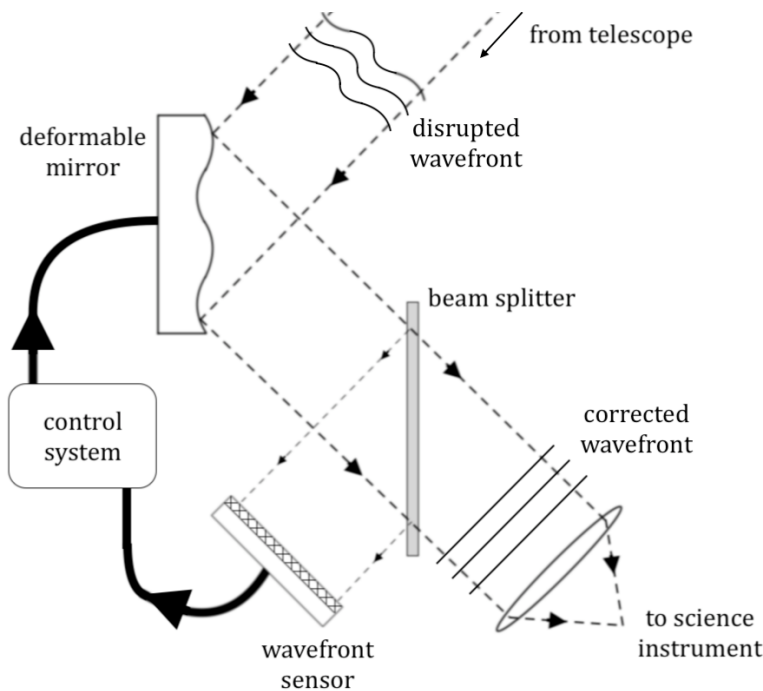 from telescope
disrupted
wavefront
deformable
mirror
beam splitter
control
system
corrected
wavefront
to science
instrument
wavefront
sensor